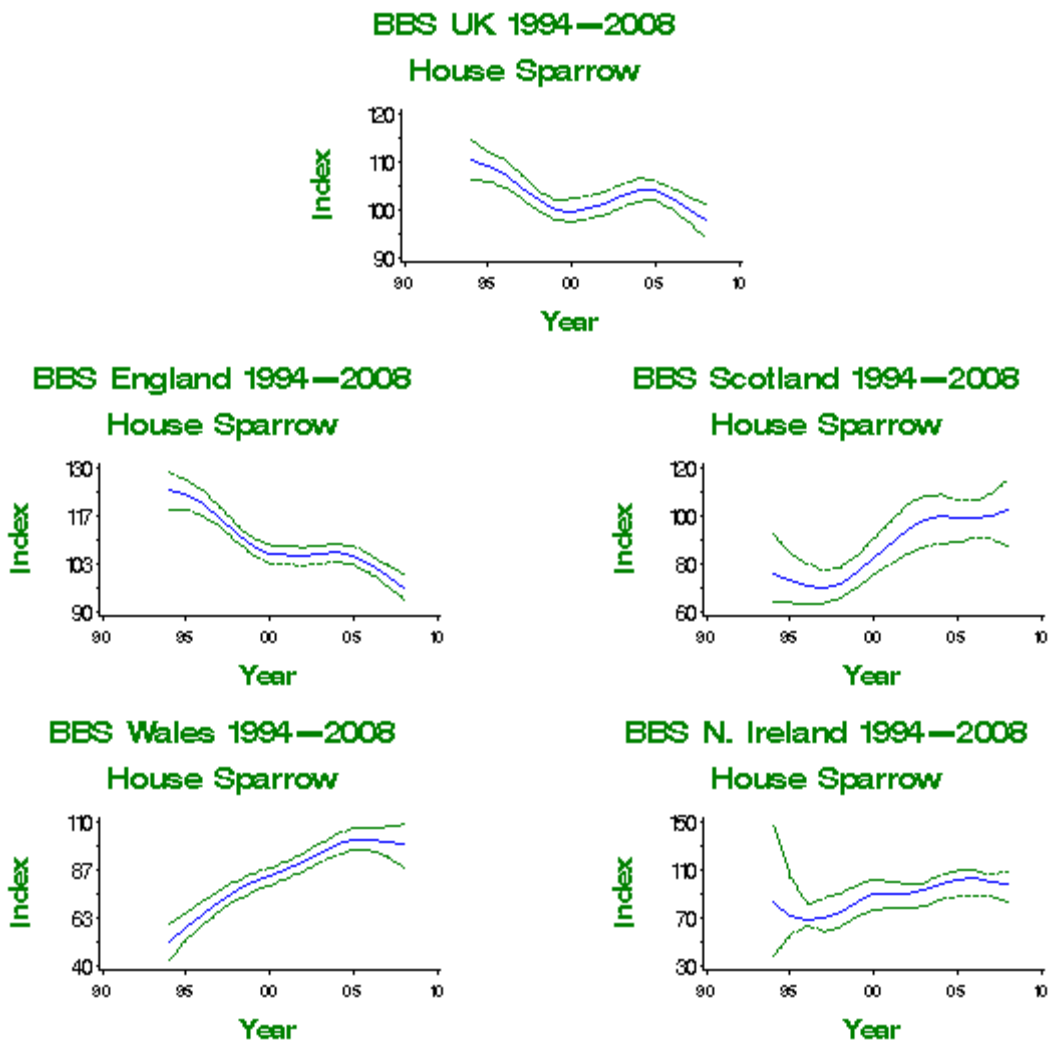 BBS UK 1994—2008
House Sparrow
120
110
100
90
Index
90 95 00 05 10
Year
BBS England 1994—2008
House Sparrow
130
117
103
90
Index
90 95 00 05 10
Year
BBS Scotland 1994—2008
House Sparrow
120
100
80
60
Index
90 95 00 05 10
Year
BBS Wales 1994—2008
House Sparrow
110
87
63
40
Index
90 95 00 05 10
Year
BBS N. Ireland 1994—2008
House Sparrow
150
110
70
30
Index
90 95 00 05 10
Year